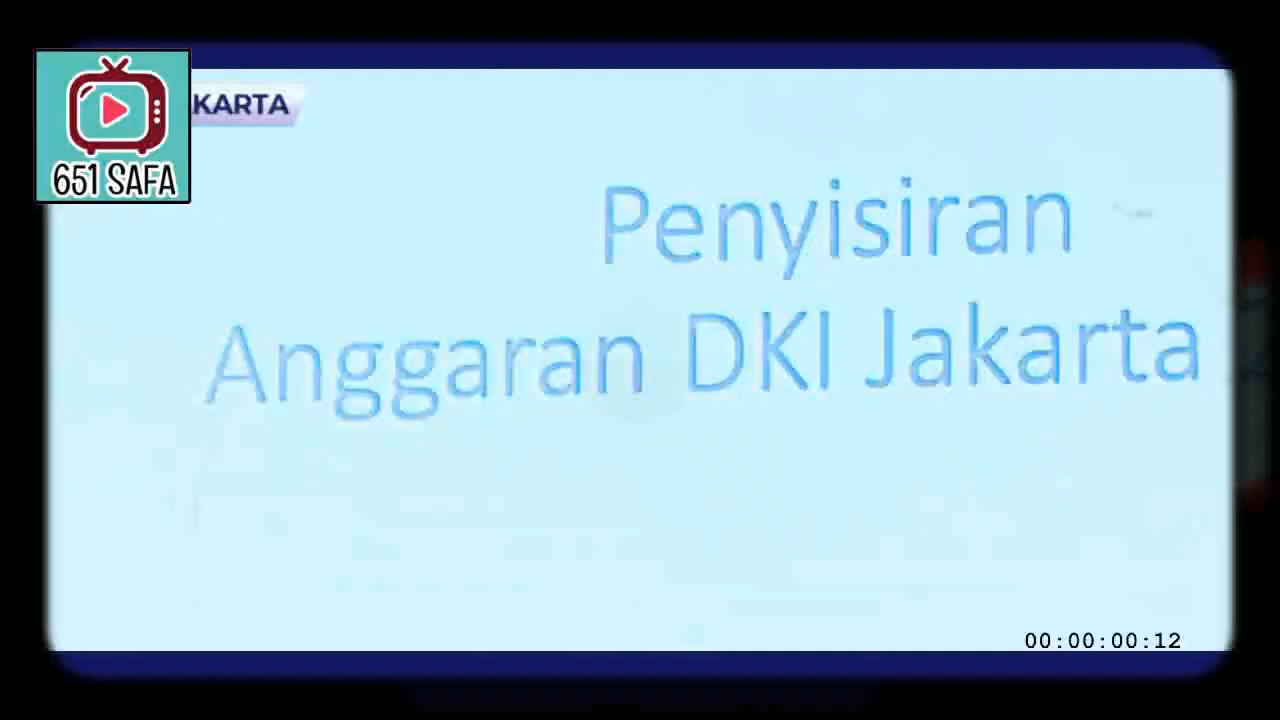 KARTA
651 SAFA
Penyisiran
Anggaran DKI Jakarta
00:00:00:12